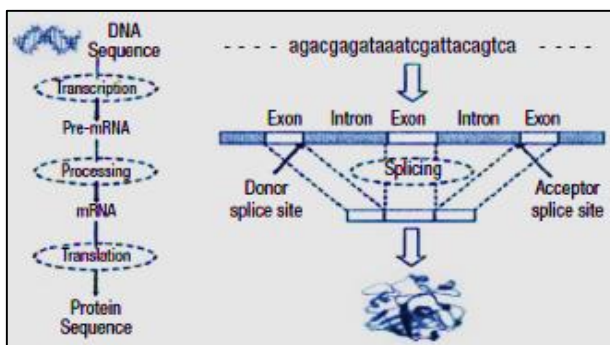 DNA
Sequence
Transcription
Pre-mRNA
Processing
mRNA
Translation
Protein
Sequence
- - - - agacgagataaatcgattacagtca - - - -
Exon Intron Exon Intron Exon
Splicing
Donor
splice site
Acceptor
splice site